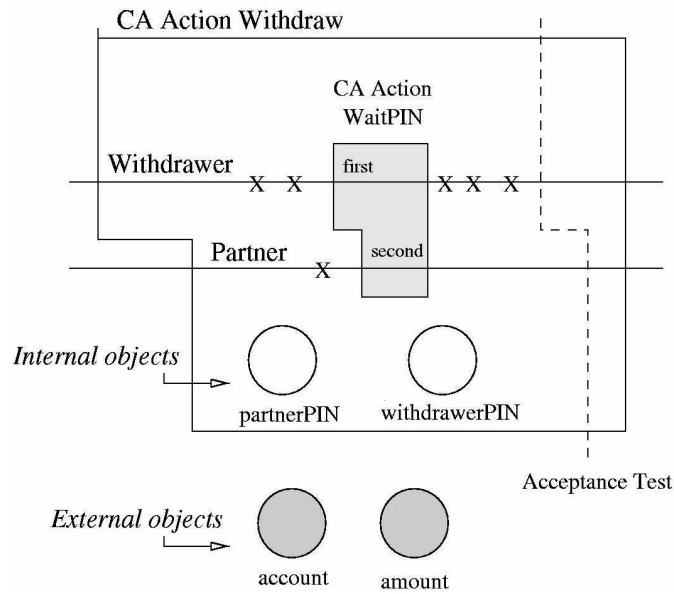 CA Action Withdraw
CA Action
WaitPIN
Withdrawer
X X
first
X X X
Partner
X
second
Internal objects
partnerPIN
withdrawerPIN
Acceptance Test
External objects
account
amount